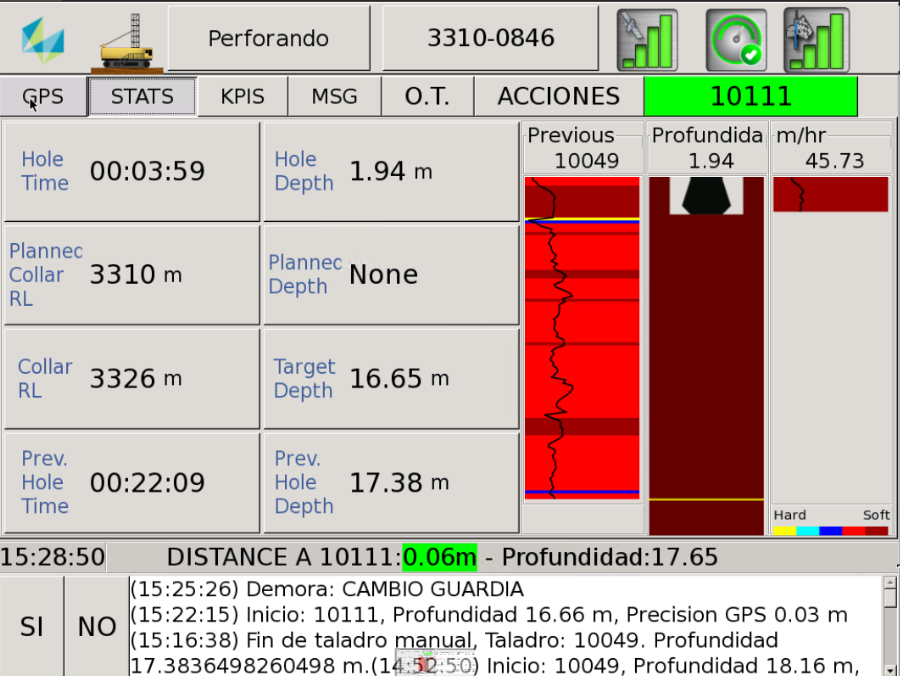 Perforando
3310-0846
GPS
STATS
KPIS
MSG
O.T.
ACCIONES
10111
Hole Time
00:03:59
Hole Depth
1.94 m
Planned Collar RL
3310 m
Planned Depth
None
Collar RL
3326 m
Target Depth
16.65 m
Prev. Hole Time
00:22:09
Prev. Hole Depth
17.38 m
Previous
10049
Profundida
1.94
m/hr
45.73
Hard
Soft
15:28:50
DISTANCE A 10111:0.06m - Profundidad:17.65
SI
NO
(15:25:26) Demora: CAMBIO GUARDIA
(15:22:15) Inicio: 10111, Profundidad 16.66 m, Precision GPS 0.03 m
(15:16:38) Fin de taladro manual, Taladro: 10049. Profundidad
17.3836498260498 m.(14:52:50) Inicio: 10049, Profundidad 18.16 m,